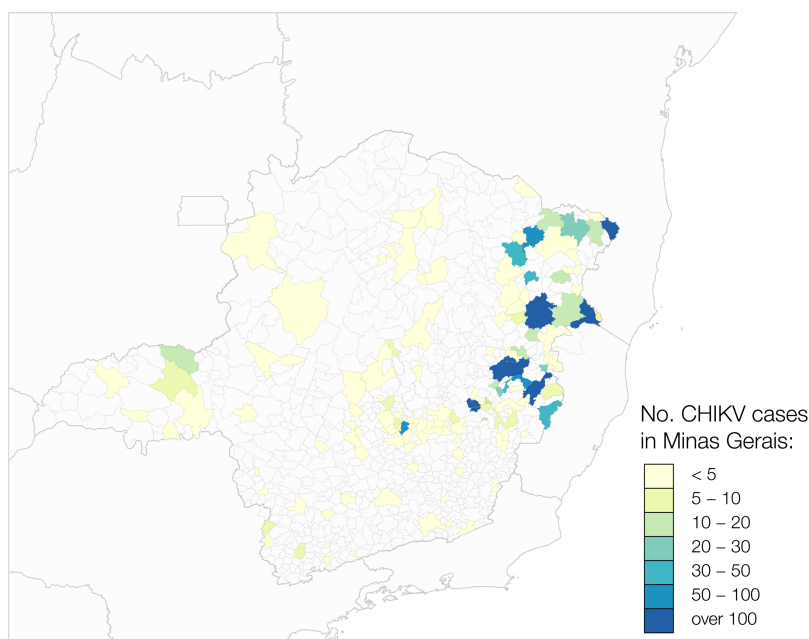 No. CHIKV cases
in Minas Gerais:
< 5
5 – 10
10 – 20
20 – 30
30 – 50
50 – 100
over 100